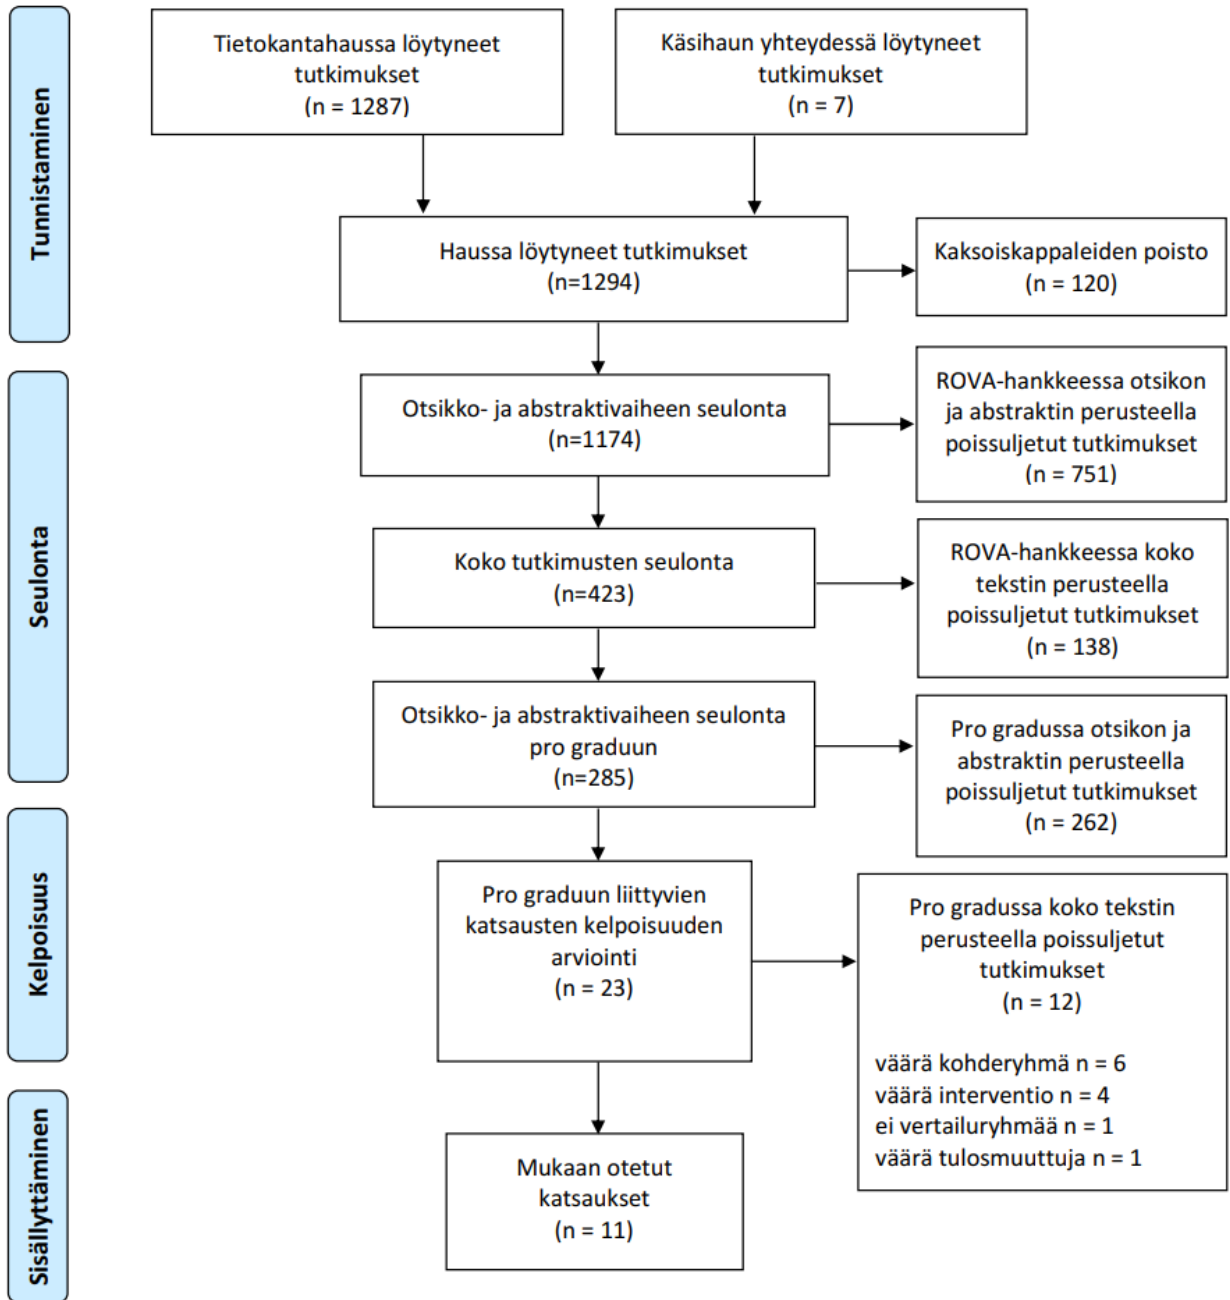 Tunnistaminen
Tietokantahaussa löytyneet
tutkimukset
(n = 1287)
Käsihaun yhteydessä löytyneet
tutkimukset
(n = 7)
Haussa löytyneet tutkimukset
(n=1294)
Kaksoiskappaleiden poisto
(n = 120)
Seulonta
Otsikko- ja abstraktivaiheen seulonta
(n=1174)
ROVA-hankkeessa otsikon
ja abstraktin perusteella
poissuljetut tutkimukset
(n = 751)
Koko tutkimusten seulonta
(n=423)
ROVA-hankkeessa koko
tekstin perusteella
poissuljetut tutkimukset
(n = 138)
Otsikko- ja abstraktivaiheen seulonta
pro graduun
(n=285)
Pro gradussa otsikon ja
abstraktin perusteella
poissuljetut tutkimukset
(n = 262)
Kelpoisuus
Pro graduun liittyvien
katsausten kelpoisuuden
arviointi
(n = 23)
Pro gradussa koko tekstin
perusteella poissuljetut
tutkimukset
(n = 12)
väärä kohderyhmä n = 6
väärä interventio n = 4
ei vertailuryhmää n = 1
väärä tulosmuuttuja n = 1
Sisällyttäminen
Mukaan otetut
katsaukset
(n = 11)